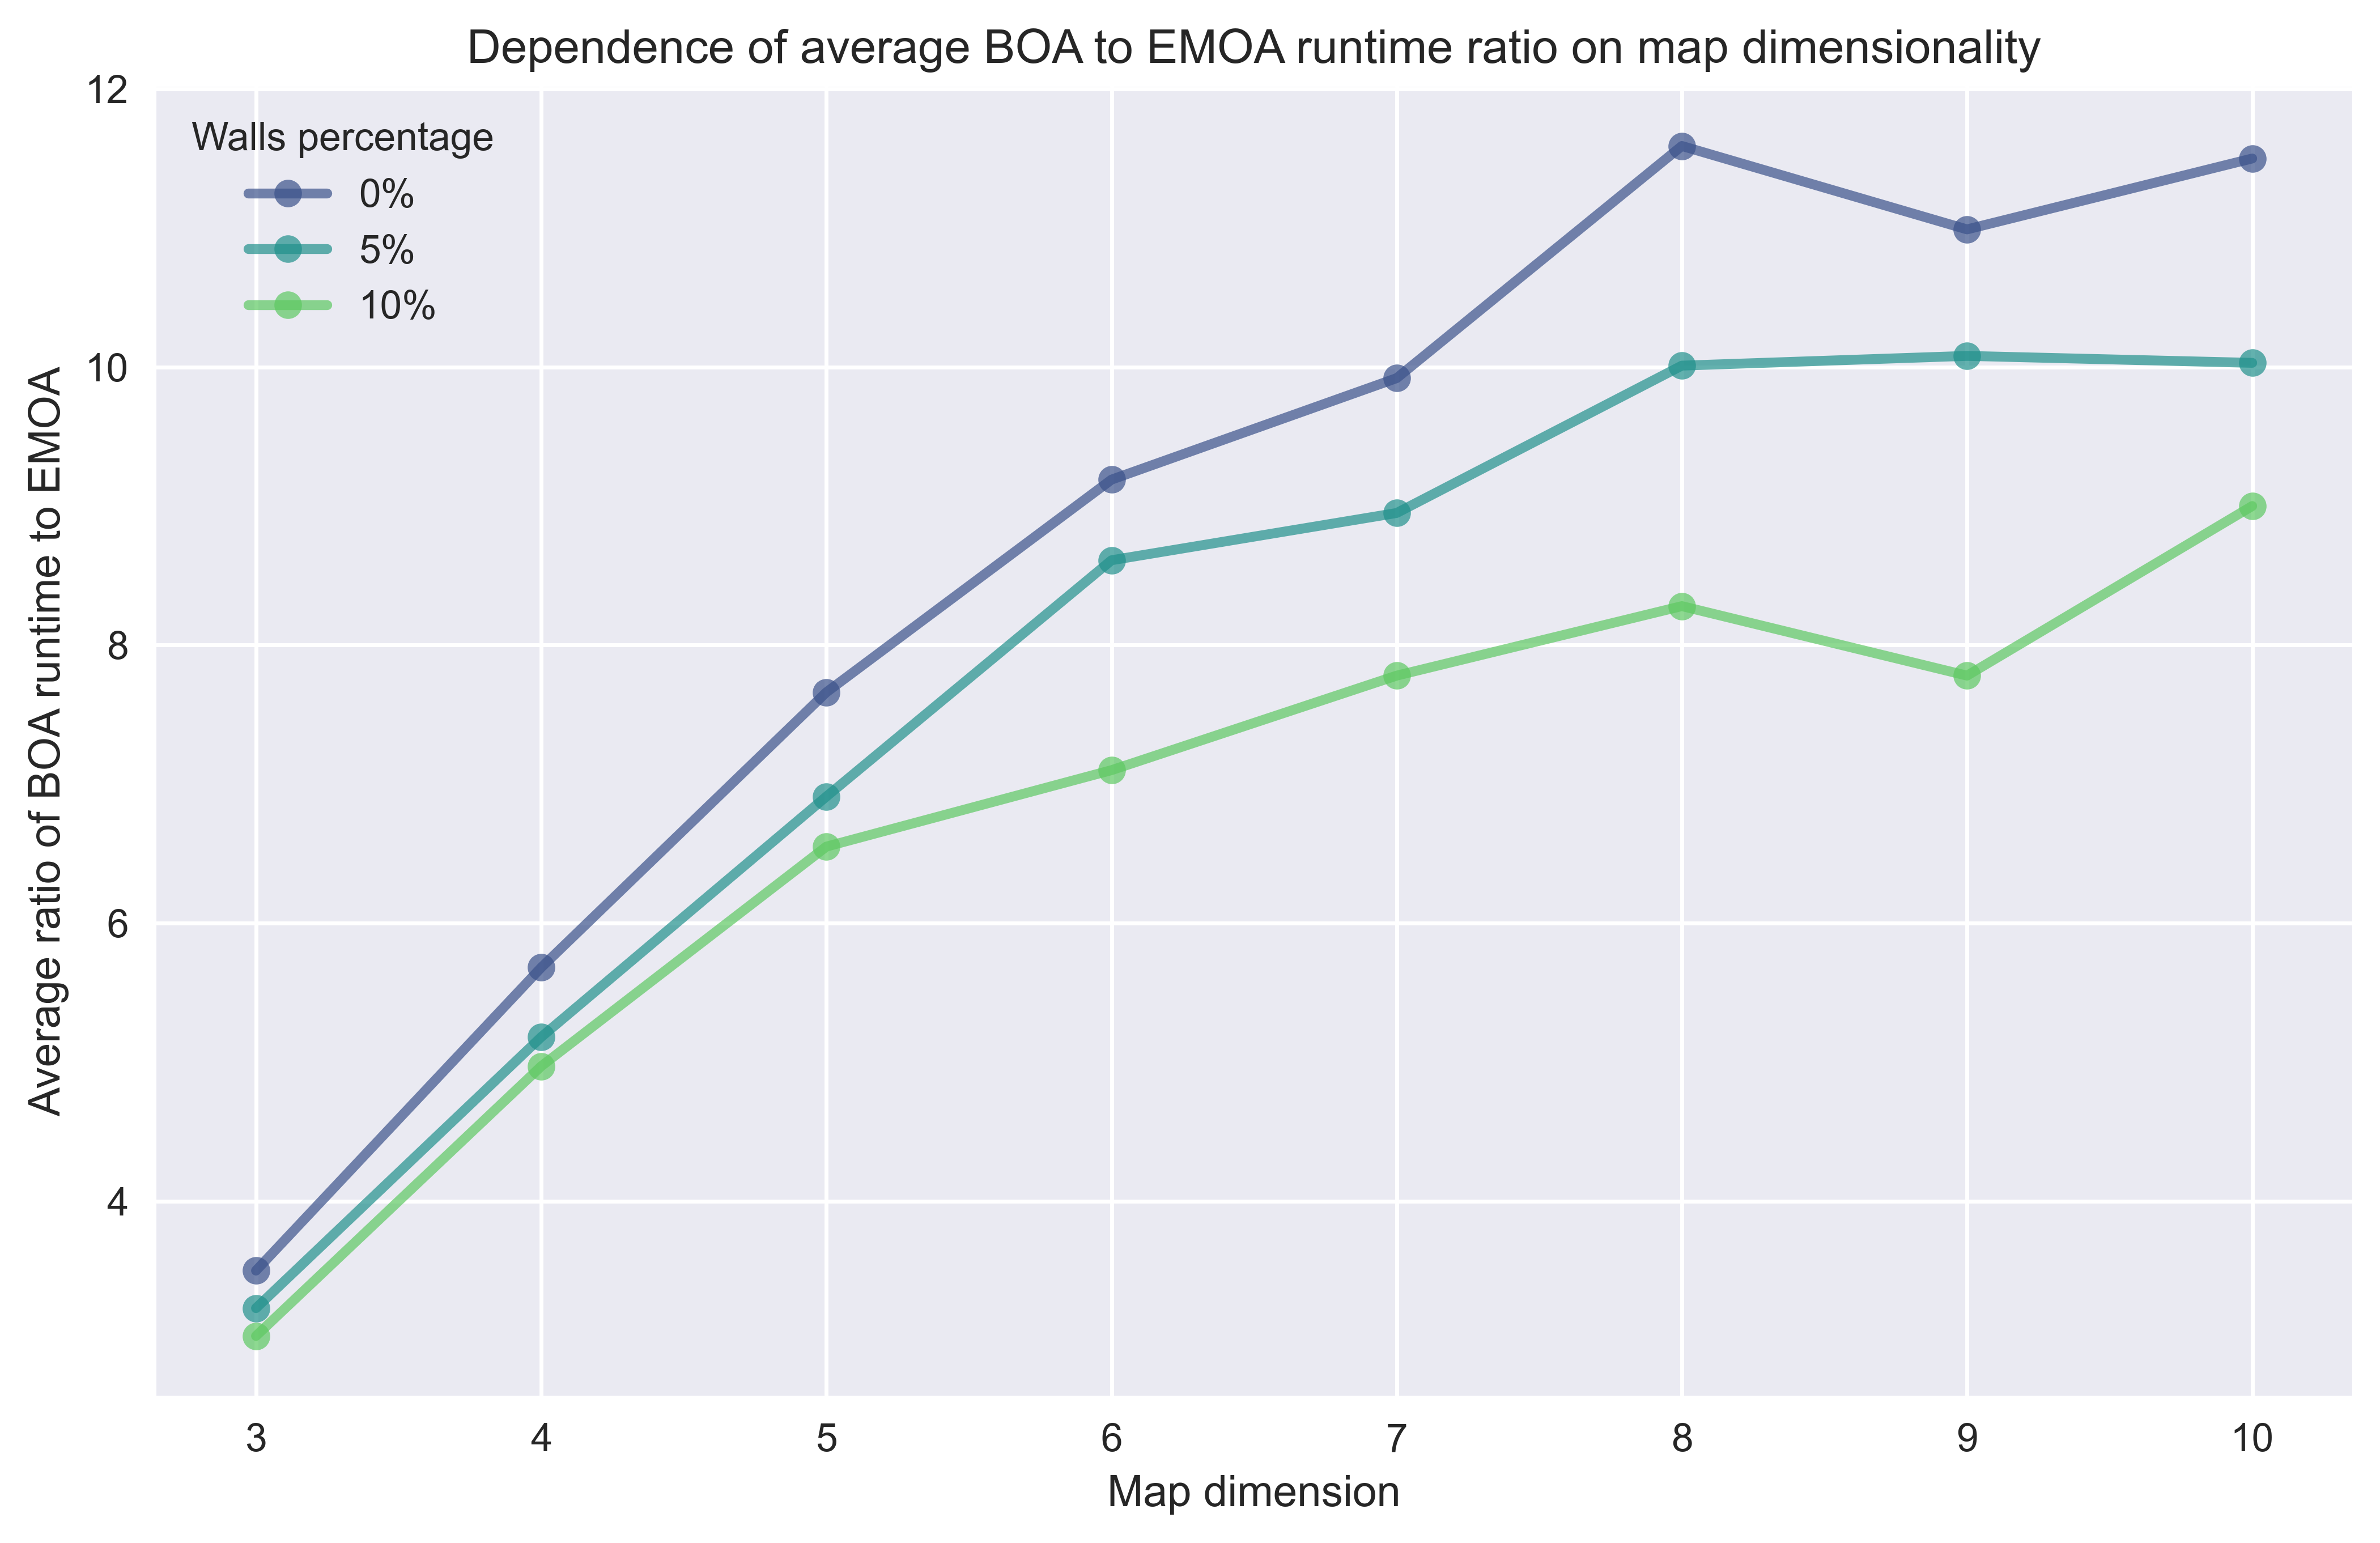 Dependence of average BOA to EMOA runtime ratio on map dimensionality
Average ratio of BOA runtime to EMOA
12
10
8
6
4
Walls percentage
0%
5%
10%
3 4 5 6 7 8 9 10
Map dimension